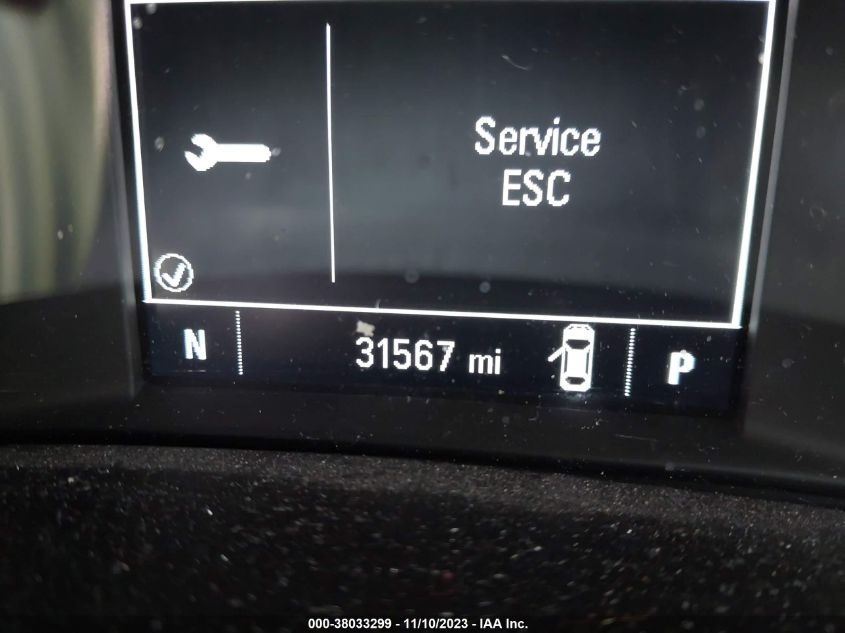 Service
ESC
N 31567 mi P
000-38033299 - 11/10/2023 - IAA Inc.